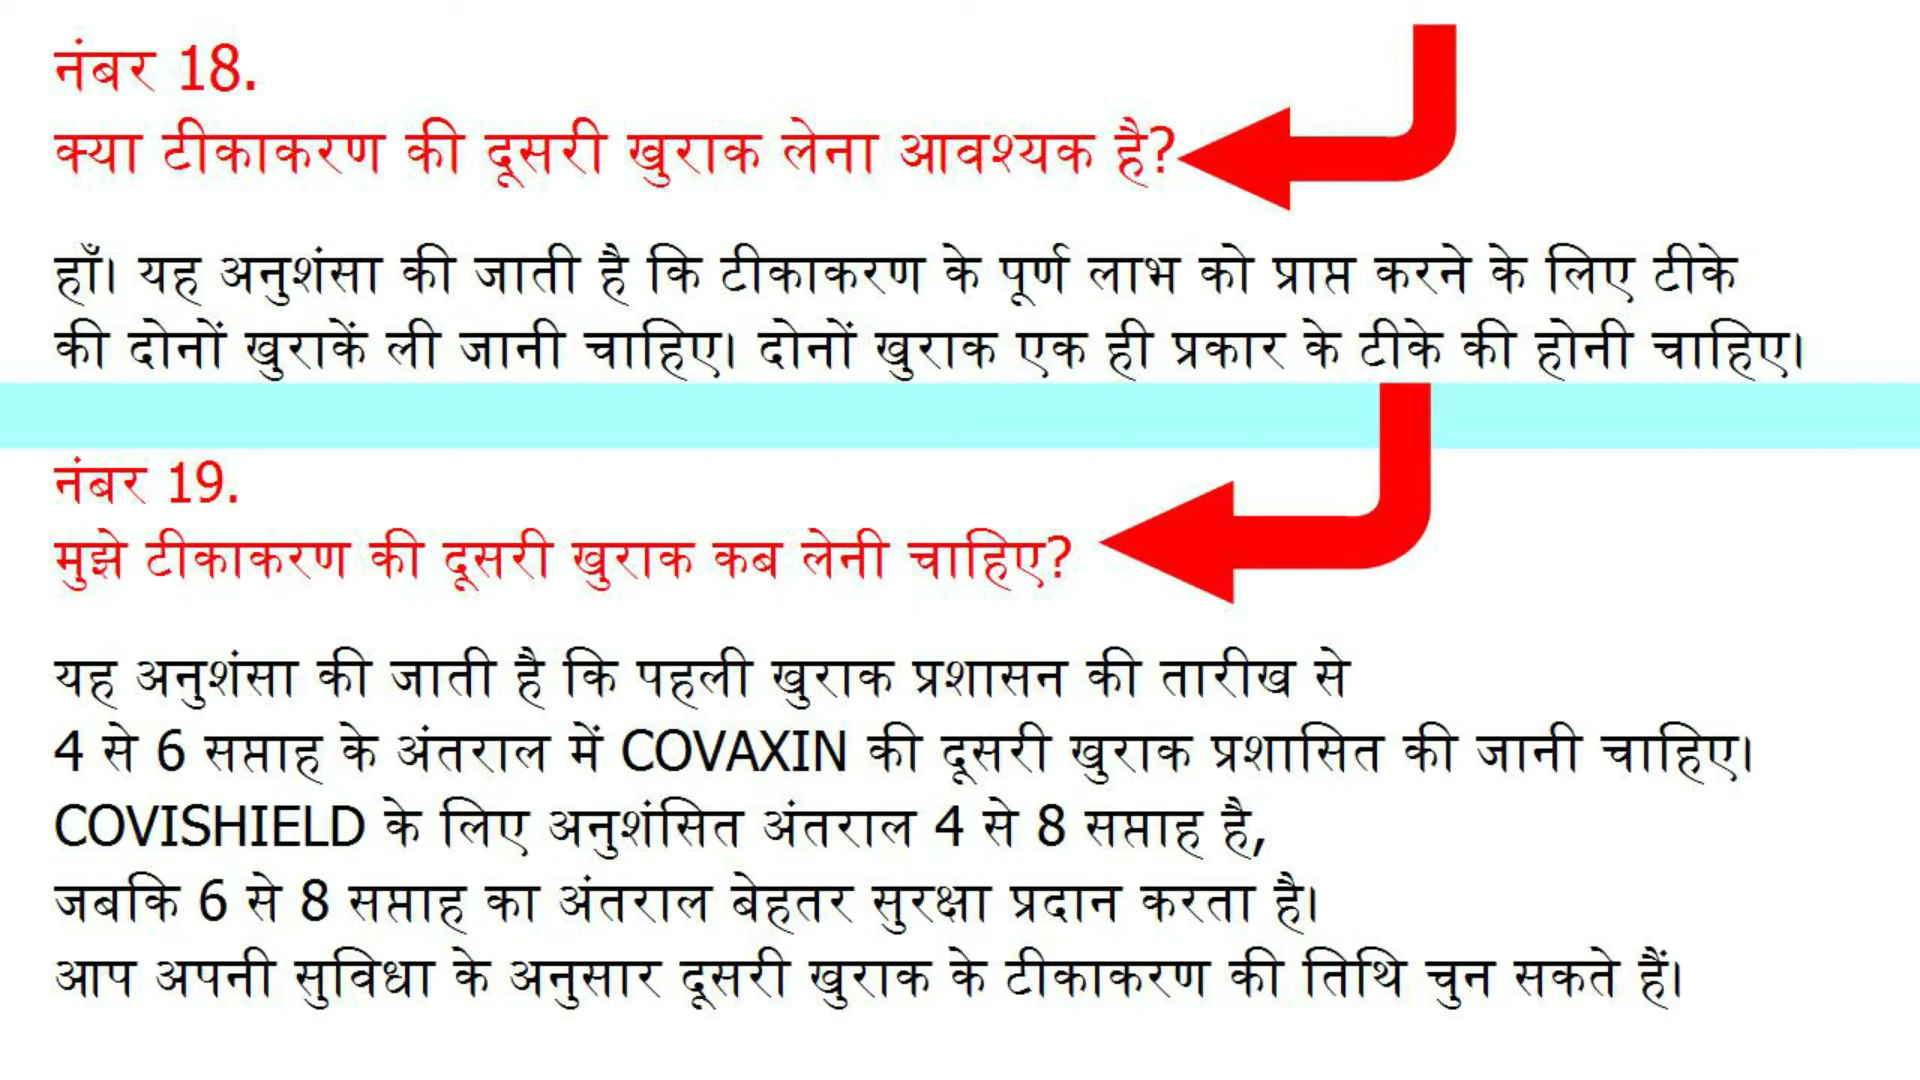 नंबर 18.
क्या टीकाकरण की दूसरी खुराक लेना आवश्यक है?
हाँ। यह अनुशंसा की जाती है कि टीकाकरण के पूर्ण लाभ को प्राप्त करने के लिए टीके
की दोनों खुराकें ली जानी चाहिए। दोनों खुराक एक ही प्रकार के टीके की होनी चाहिए।
नंबर 19.
मुझे टीकाकरण की दूसरी खुराक कब लेनी चाहिए?
यह अनुशंसा की जाती है कि पहली खुराक प्रशासन की तारीख से
4 से 6 सप्ताह के अंतराल में COVAXIN की दूसरी खुराक प्रशासित की जानी चाहिए।
COVISHIELD के लिए अनुशंसित अंतराल 4 से 8 सप्ताह है,
जबकि 6 से 8 सप्ताह का अंतराल बेहतर सुरक्षा प्रदान करता है।
आप अपनी सुविधा के अनुसार दूसरी खुराक के टीकाकरण की तिथि चुन सकते हैं।